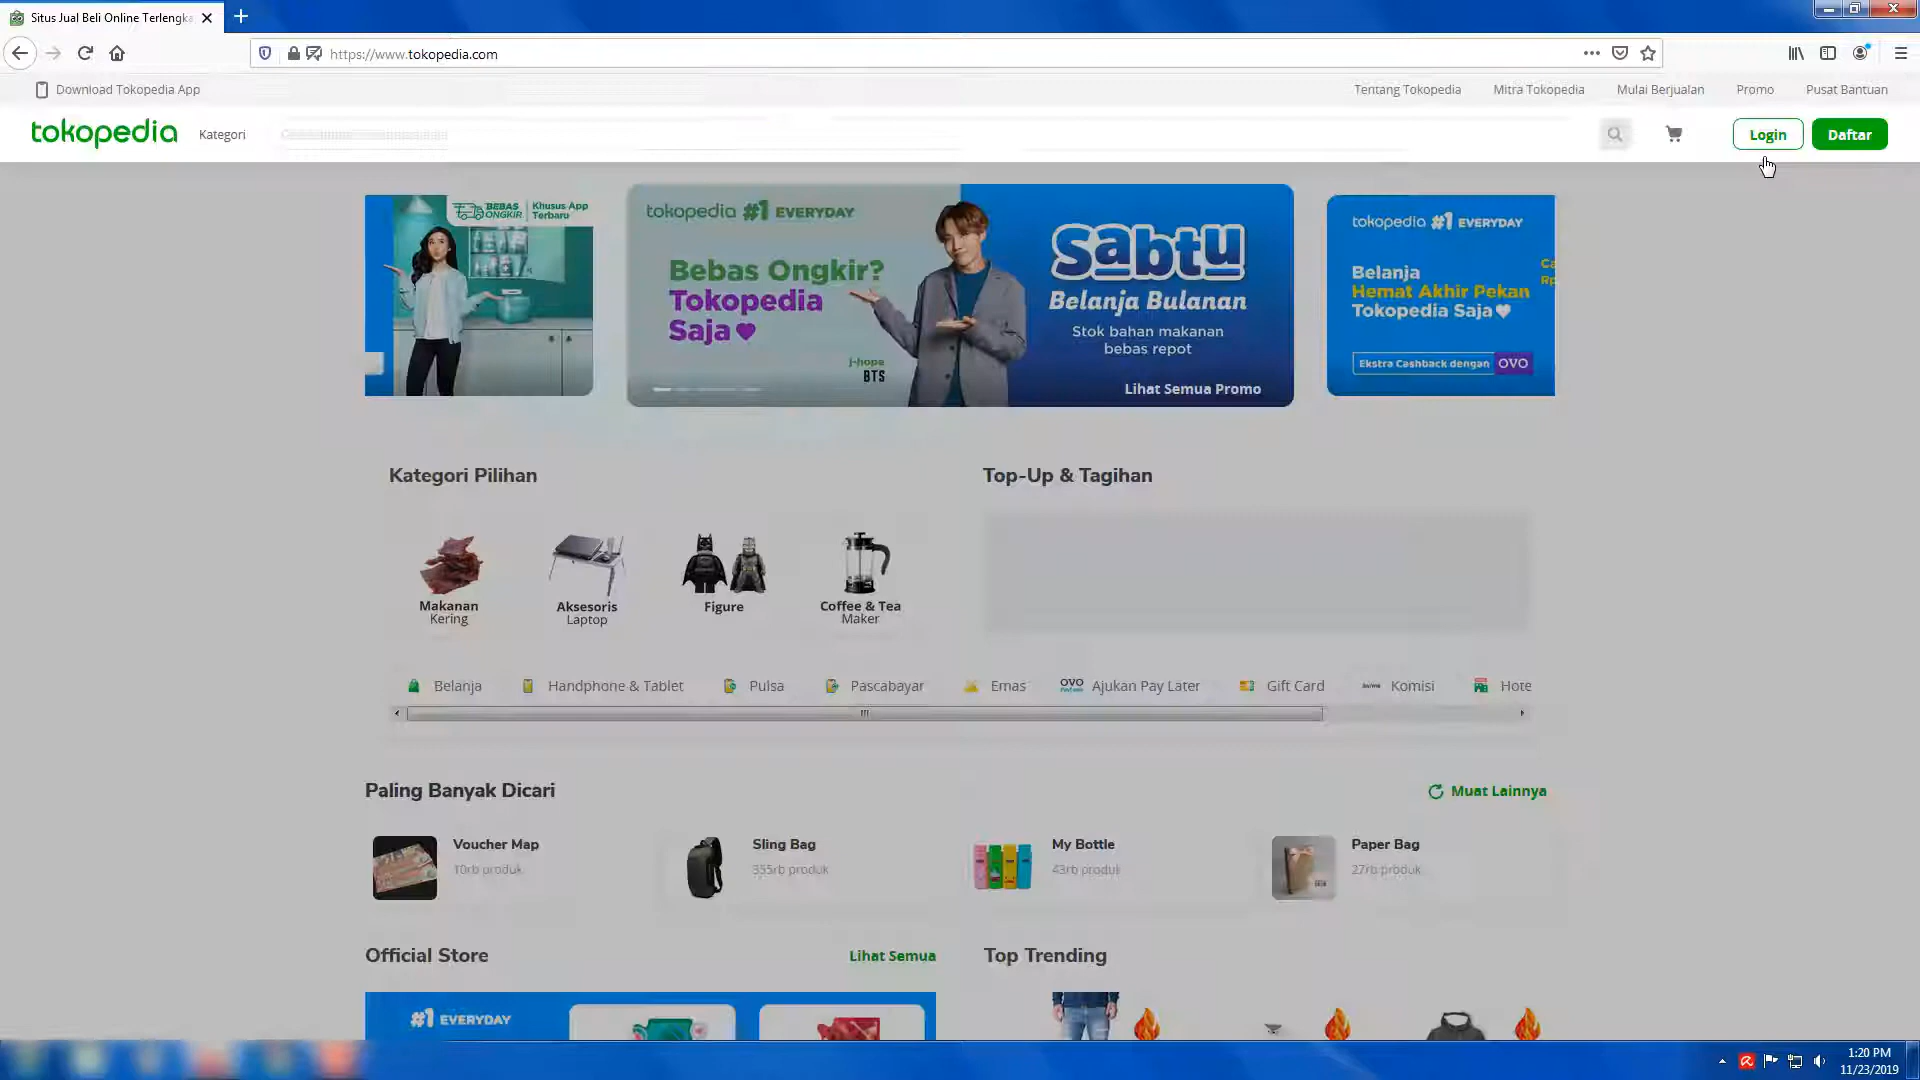 Situs Jual Beli Online Terlengka
https://www.tokopedia.com
Download Tokopedia App
Tentang Tokopedia
Mitra Tokopedia
Mulai Berjualan
Promo
Pusat Bantuan
tokopedia
Kategori
Login
Daftar
BEBAS ONGKIR
Khusus App
Terbaru
tokopedia #1 EVERYDAY
Bebas Ongkir?
Tokopedia
Saja
j-hope
BTS
Sabtu
Belanja Bulanan
Stok bahan makanan
bebas repot
Lihat Semua Promo
tokopedia #1 EVERYDAY
Belanja
Hemat Akhir Pekan
Tokopedia Saja
Ca
Rp
Ekstra Cashback dengan OVO
Kategori Pilihan
Makanan
Kering
Aksesoris
Laptop
Figure
Coffee & Tea
Maker
Top-Up & Tagihan
Belanja
Handphone & Tablet
Pulsa
Pascabayar
Emas
OVO
Ajukan Pay Later
Gift Card
Komisi
Hote
Paling Banyak Dicari
Muat Lainnya
Voucher Map
10rb produk
Sling Bag
355rb produk
My Bottle
43rb produk
Paper Bag
27rb produk
Official Store
Lihat Semua
Top Trending
#1 EVERYDAY
1:20 PM
11/23/2019